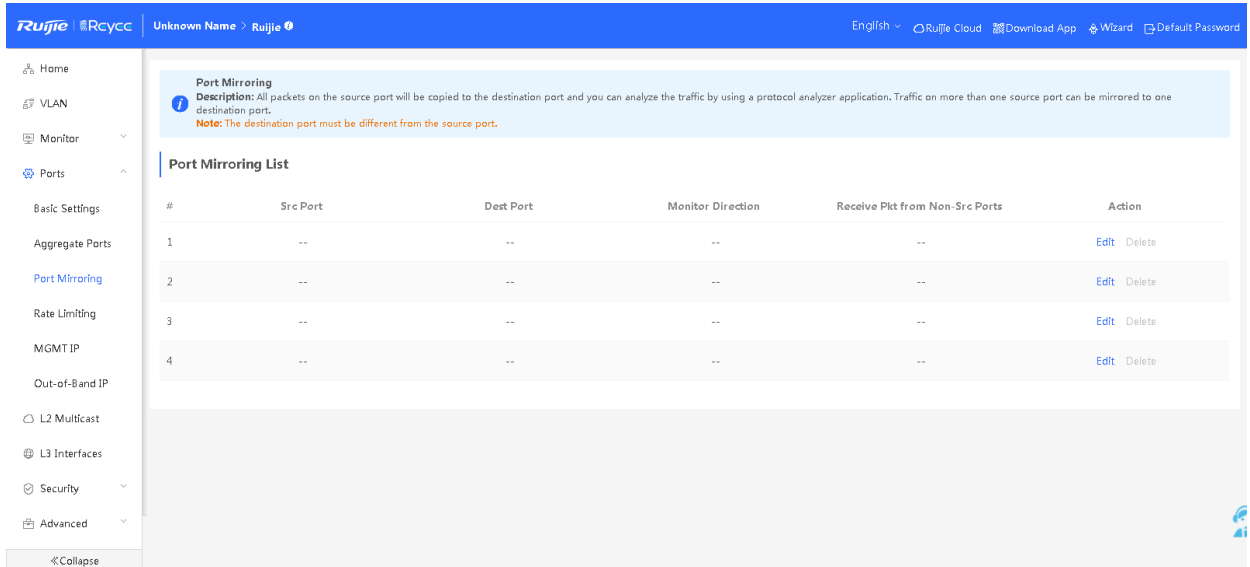 Ruijie | Rcycc
Unknown Name > Ruijie
English
Ruijie Cloud
Download App
Wizard
Default Password
Home
VLAN
Monitor
Ports
Basic Settings
Aggregate Ports
Port Mirroring
Rate Limiting
MGMT IP
Out-of-Band IP
L2 Multicast
L3 Interfaces
Security
Advanced
≪Collapse
Port Mirroring
Description: All packets on the source port will be copied to the destination port and you can analyze the traffic by using a protocol analyzer application. Traffic on more than one source port can be mirrored to one
destination port.
Note: The destination port must be different from the source port.
Port Mirroring List
# Src Port Dest Port Monitor Direction Receive Pkt from Non-Src Ports Action
1 -- -- -- -- Edit Delete
2 -- -- -- -- Edit Delete
3 -- -- -- -- Edit Delete
4 -- -- -- -- Edit Delete